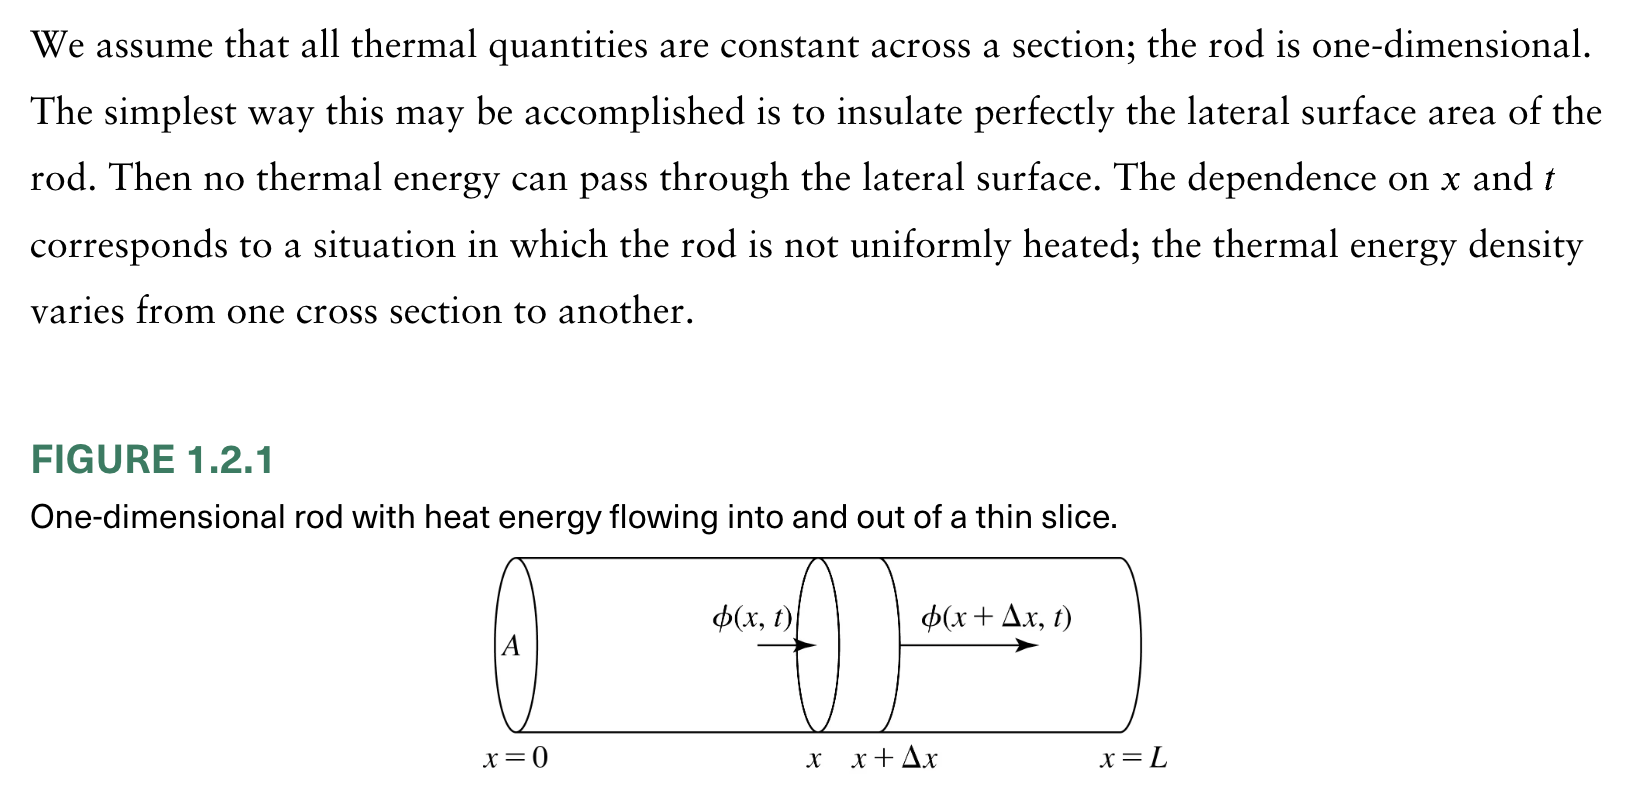 We assume that all thermal quantities are constant across a section; the rod is one-dimensional.
The simplest way this may be accomplished is to insulate perfectly the lateral surface area of the
rod. Then no thermal energy can pass through the lateral surface. The dependence on x and t
corresponds to a situation in which the rod is not uniformly heated; the thermal energy density
varies from one cross section to another.
FIGURE 1.2.1
One-dimensional rod with heat energy flowing into and out of a thin slice.
ϕ(x, t)
ϕ(x + Δx, t)
A
x = 0
x
x + Δx
x = L